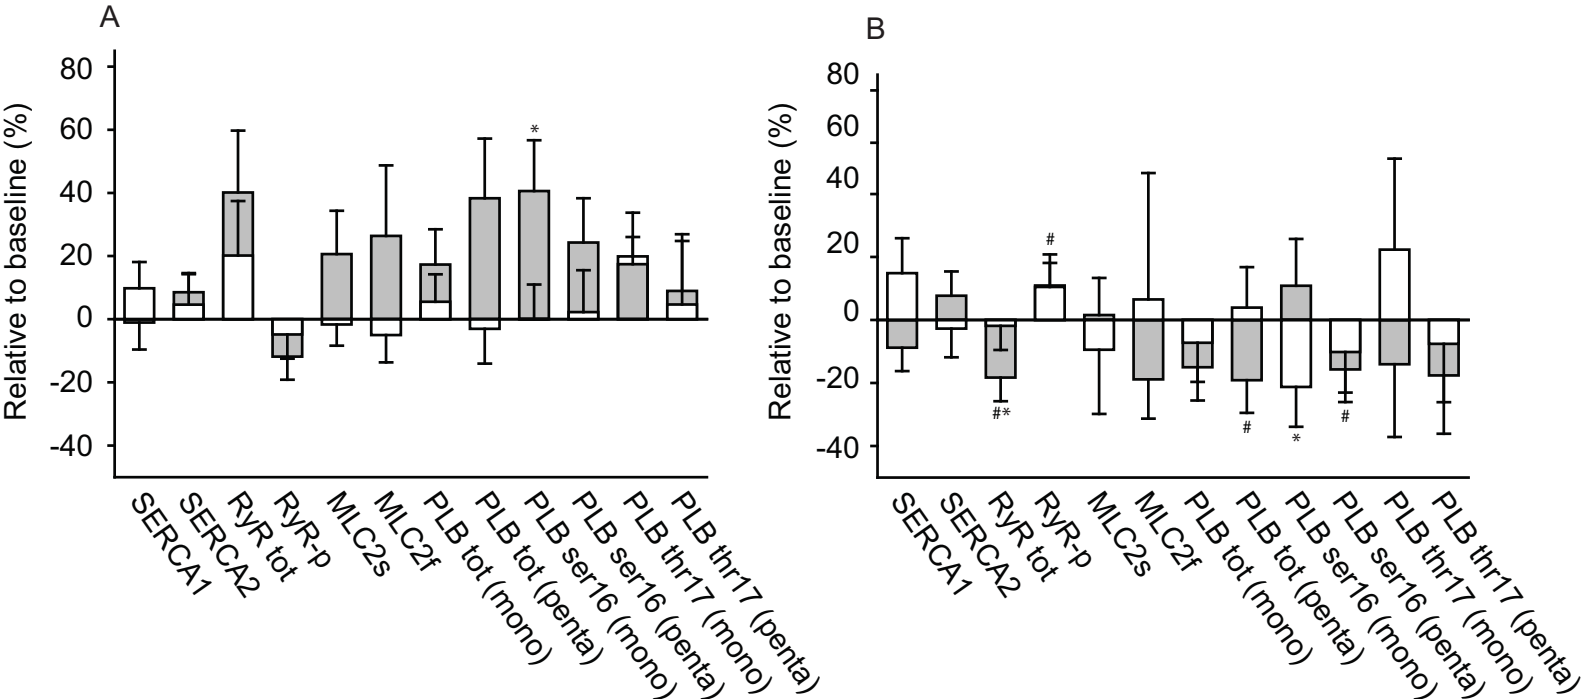 A
Relative to baseline (%)
80
60
40
20
0
-20
-40
*
SERCA1
SERCA2
RyR tot
RyR-p
MLC2s
MLC2f
PLB tot (mono)
PLB tot (penta)
PLB ser16 (mono)
PLB ser16 (penta)
PLB thr17 (mono)
PLB thr17 (penta)
B
Relative to baseline (%)
80
60
40
20
0
-20
-40
#
#*
#
*
#
SERCA1
SERCA2
RyR tot
RyR-p
MLC2s
MLC2f
PLB tot (mono)
PLB tot (penta)
PLB ser16 (mono)
PLB ser16 (penta)
PLB thr17 (mono)
PLB thr17 (penta)